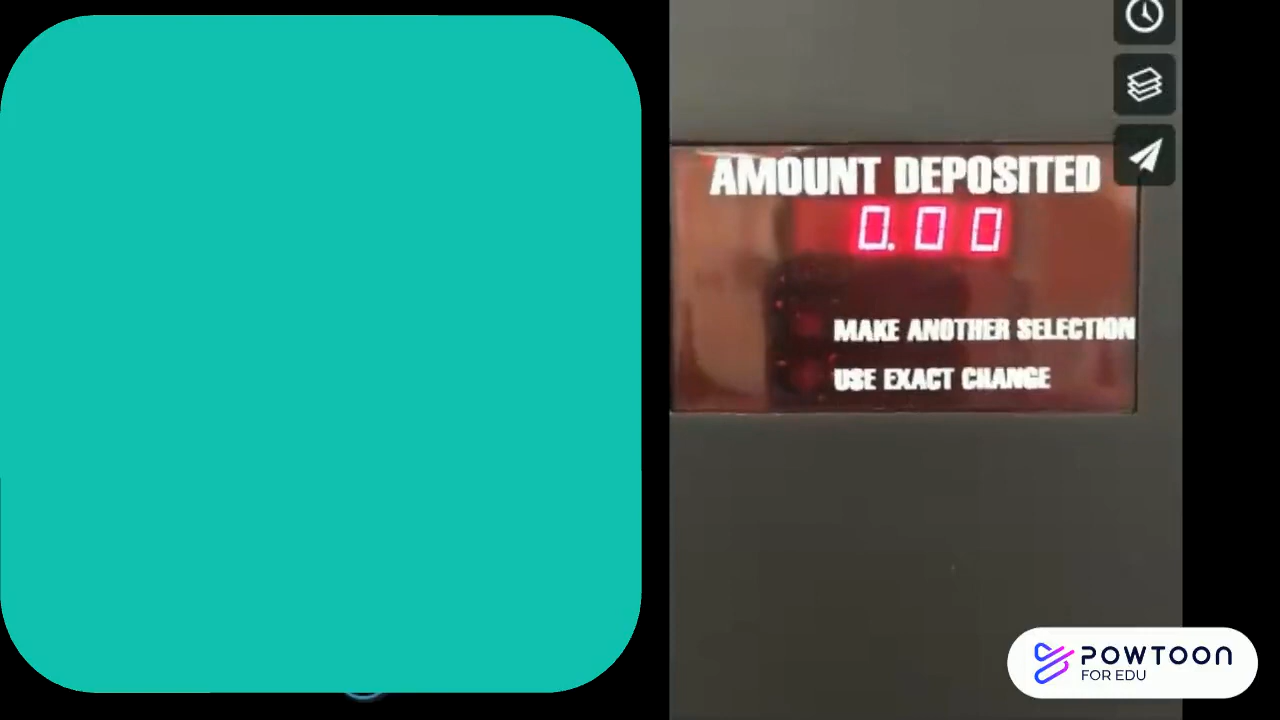 AMOUNT DEPOSITED
0.00
MAKE ANOTHER SELECTION
USE EXACT CHANGE
POWTOON
FOR EDU